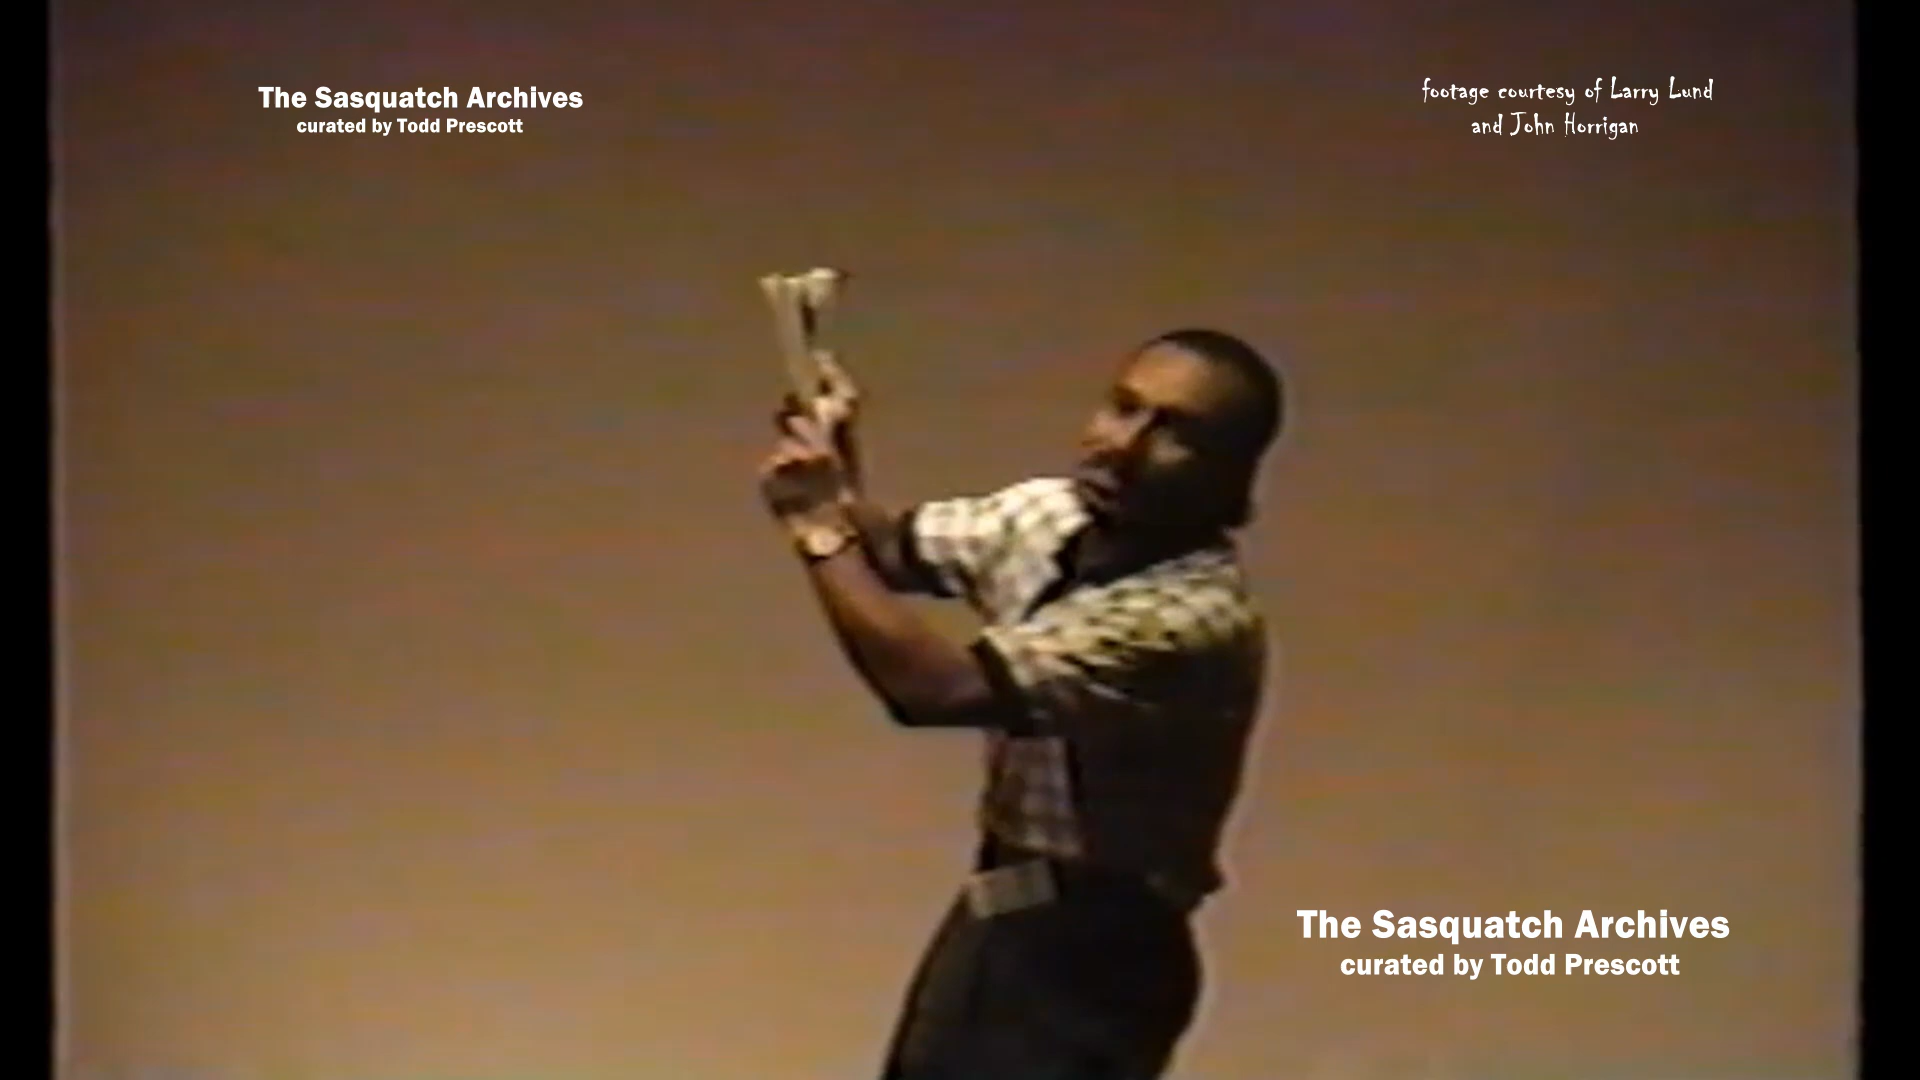 The Sasquatch Archives
curated by Todd Prescott
footage courtesy of Larry Lund
and John Horrigan
The Sasquatch Archives
curated by Todd Prescott